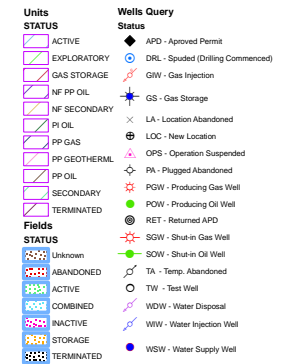 Units
STATUS
ACTIVE
EXPLORATORY
GAS STORAGE
NF PP OIL
NF SECONDARY
PI OIL
PP GAS
PP GEOTHERML
PP OIL
SECONDARY
TERMINATED
Fields
STATUS
Unknown
ABANDONED
ACTIVE
COMBINED
INACTIVE
STORAGE
TERMINATED
Wells Query
Status
APD - Aproved Permit
DRL - Spuded (Drilling Commenced)
GIW - Gas Injection
GS - Gas Storage
LA - Location Abandoned
LOC - New Location
OPS - Operation Suspended
PA - Plugged Abandoned
PGW - Producing Gas Well
POW - Producing Oil Well
RET - Returned APD
SGW - Shut-in Gas Well
SOW - Shut-in Oil Well
TA - Temp. Abandoned
TW - Test Well
WDW - Water Disposal
WIW - Water Injection Well
WSW - Water Supply Well